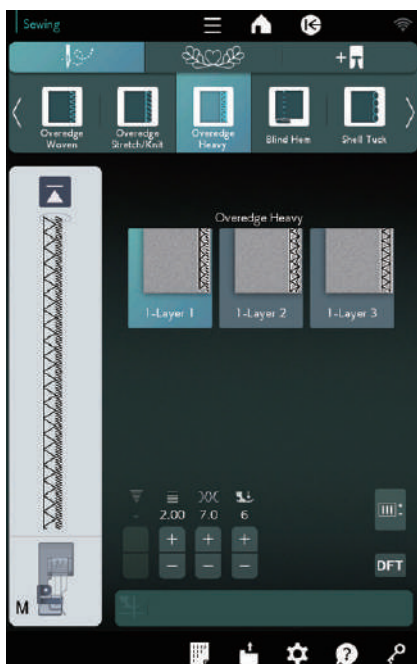 Sewing
Overedge Woven
Overedge Stretch/Knit
Overedge Heavy
Blind Hem
Shell Tuck
Overedge Heavy
1-Layer 1
1-Layer 2
1-Layer 3
- 2.00 7.0 6
+ + +
- - -
DFT
M